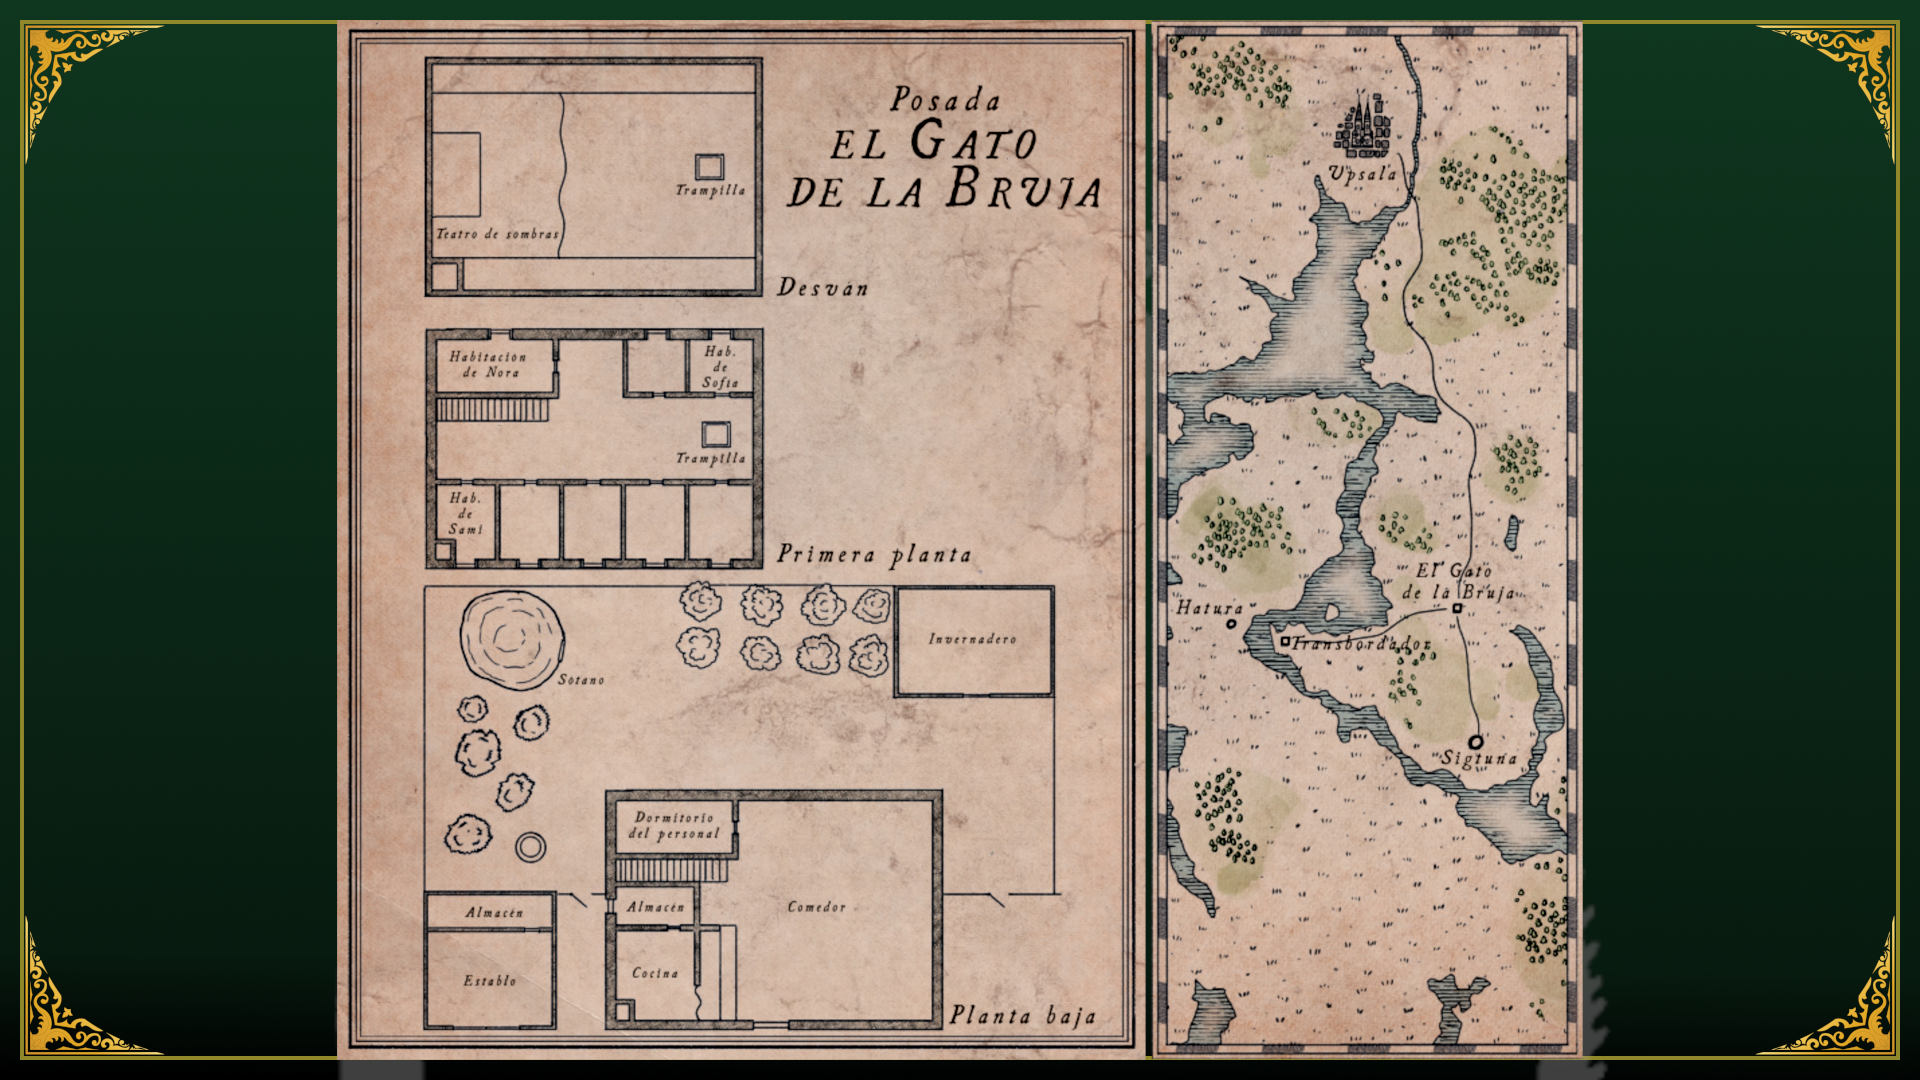 Posada
EL GATO
DE LA BRUJA
Trampilla
Teatro de sombras
Desván
Habitacion
de Nora
Hab.
de
Sofia
Trampilla
Hab.
de
Sami
Primera planta
Invernadero
Sotano
Dormitorio
del personal
Almacén
Almacén
Comedor
Cocina
Establo
Planta baja
Upsala
El Gato
de la Bruja
Hatura
Transbordador
Sigtuna